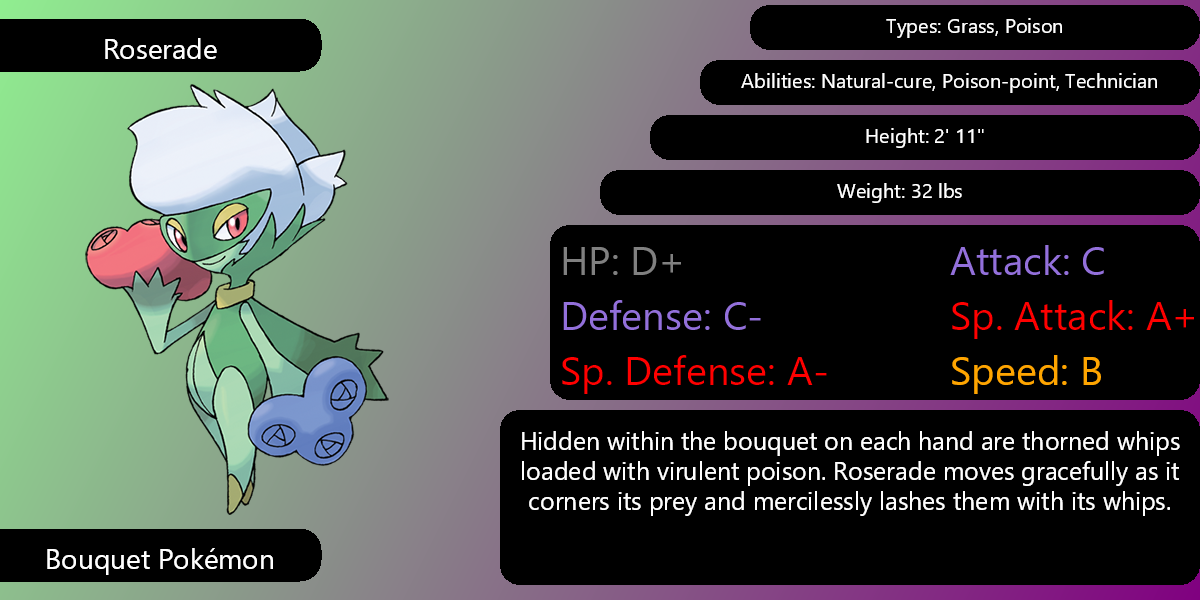 Roserade
Types: Grass, Poison
Abilities: Natural-cure, Poison-point, Technician
Height: 2' 11"
Weight: 32 lbs
HP: D+
Attack: C
Defense: C-
Sp. Attack: A+
Sp. Defense: A-
Speed: B
Hidden within the bouquet on each hand are thorned whips
loaded with virulent poison. Roserade moves gracefully as it
corners its prey and mercilessly lashes them with its whips.
Bouquet Pokémon